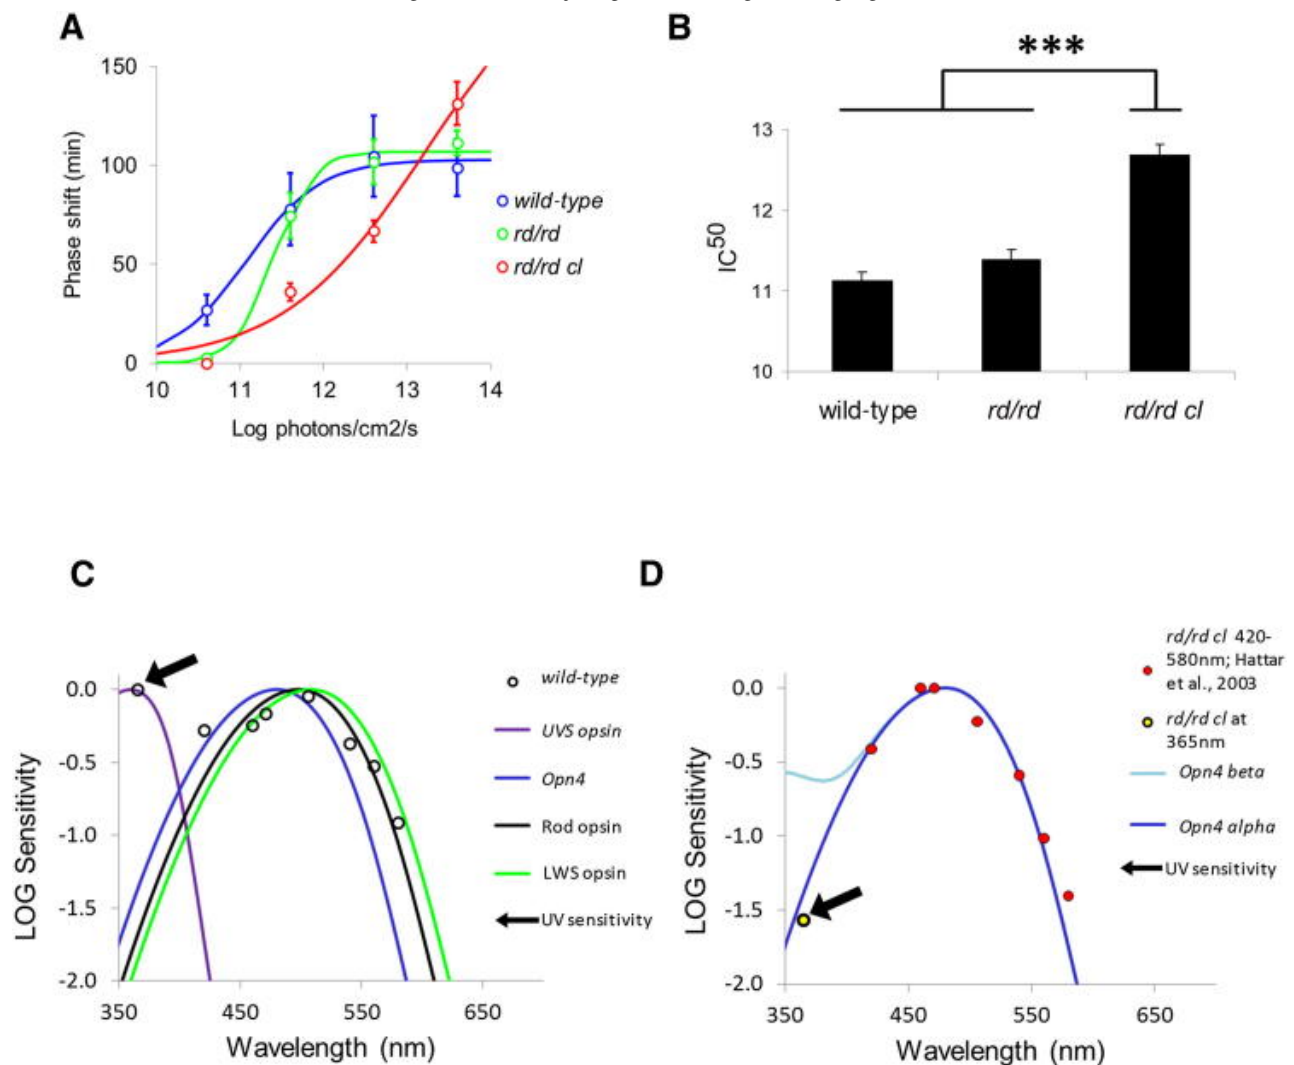 A
150
100
50
0
Phase shift (min)
10 11 12 13 14
Log photons/cm2/s
wild-type
rd/rd
rd/rd cl
B
***
13
12
11
10
IC50
wild-type rd/rd rd/rd cl
C
0.0
-0.5
-1.0
-1.5
-2.0
LOG Sensitivity
350 450 550 650
Wavelength (nm)
wild-type
UVS opsin
Opn4
Rod opsin
LWS opsin
UV sensitivity
D
0.0
-0.5
-1.0
-1.5
-2.0
LOG Sensitivity
350 450 550 650
Wavelength (nm)
rd/rd cl 420-
580nm; Hattar
et al., 2003
rd/rd cl at
365nm
Opn4 beta
Opn4 alpha
UV sensitivity